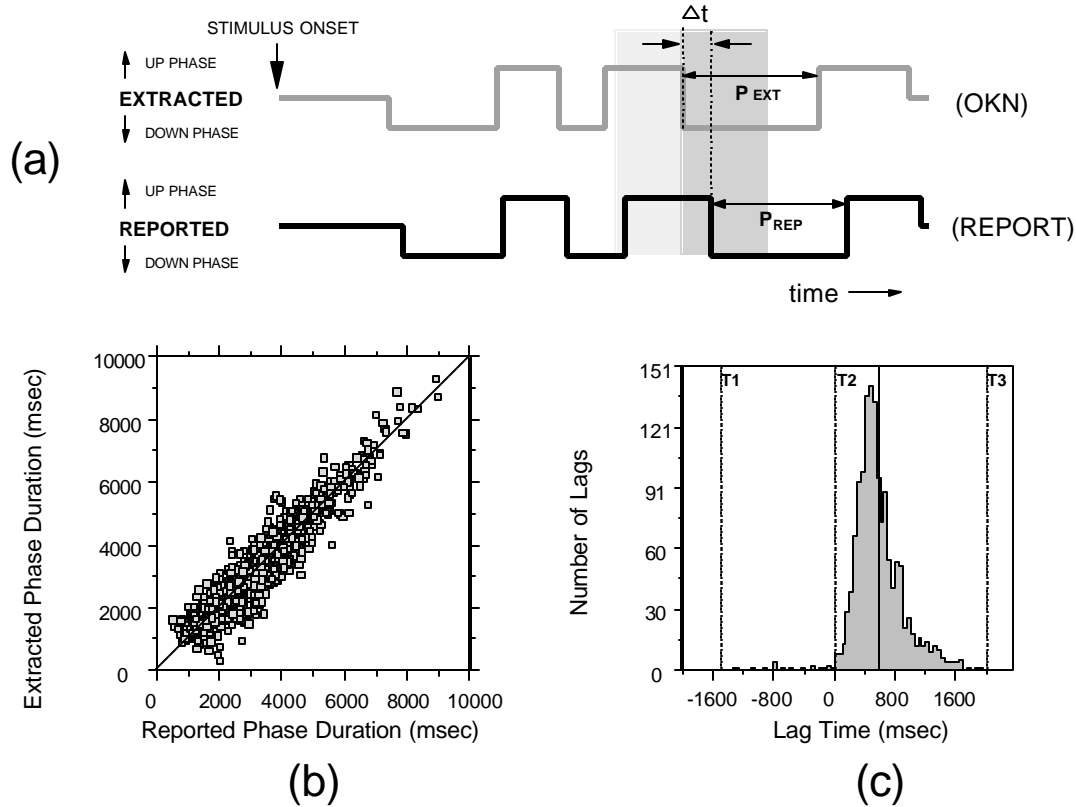 Δt
STIMULUS ONSET
UP PHASE
EXTRACTED
DOWN PHASE
P EXT
(OKN)
(a)
UP PHASE
REPORTED
DOWN PHASE
PREP
(REPORT)
time
Extracted Phase Duration (msec)
10000
8000
6000
4000
2000
0
0 2000 4000 6000 8000 10000
Reported Phase Duration (msec)
(b)
Number of Lags
151
121
91
60
30
0
T1 T2 T3
-1600 -800 0 800 1600
Lag Time (msec)
(c)